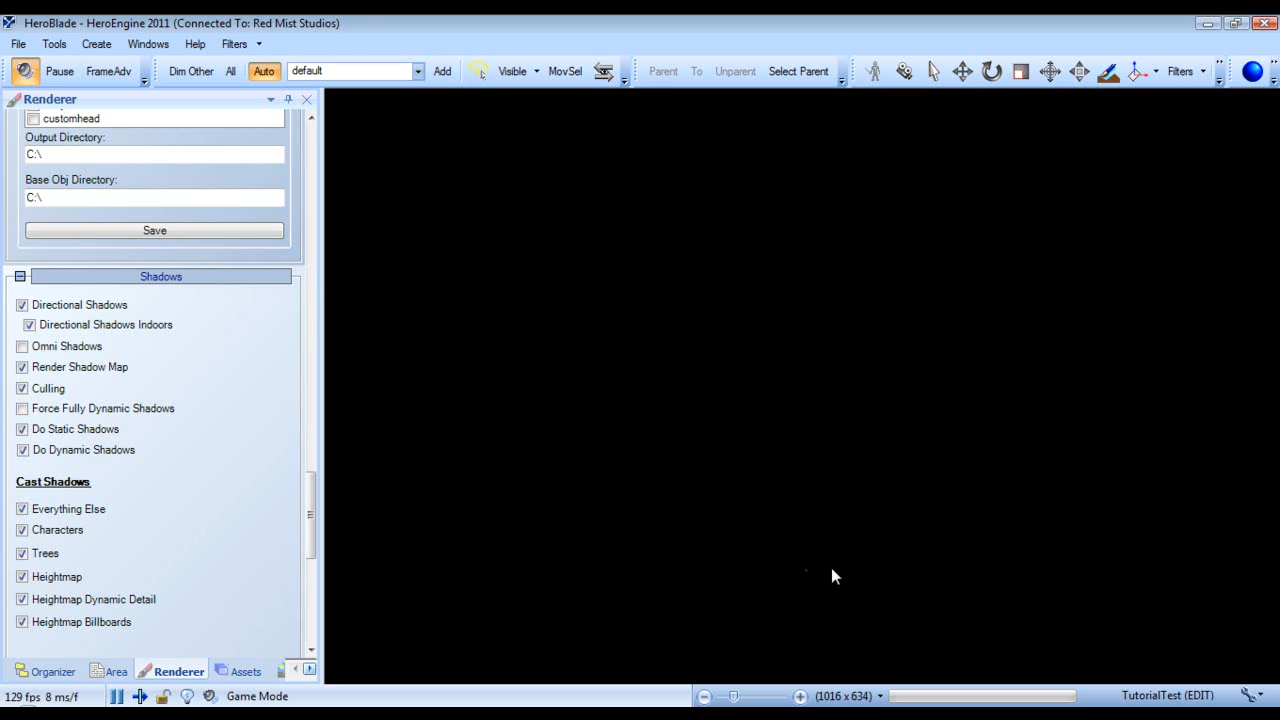 HeroBlade - HeroEngine 2011 (Connected To: Red Mist Studios)
File Tools Create Windows Help Filters
Pause FrameAdv Dim Other All Auto default Add Visible MovSel Parent To Unparent Select Parent Filters
Renderer
customhead
Output Directory:
C:\
Base Obj Directory:
C:\
Save
Shadows
Directional Shadows
Directional Shadows Indoors
Omni Shadows
Render Shadow Map
Culling
Force Fully Dynamic Shadows
Do Static Shadows
Do Dynamic Shadows
Cast Shadows
Everything Else
Characters
Trees
Heightmap
Heightmap Dynamic Detail
Heightmap Billboards
Organizer Area Renderer Assets
129 fps 8 ms/f Game Mode (1016 x 634) TutorialTest (EDIT)